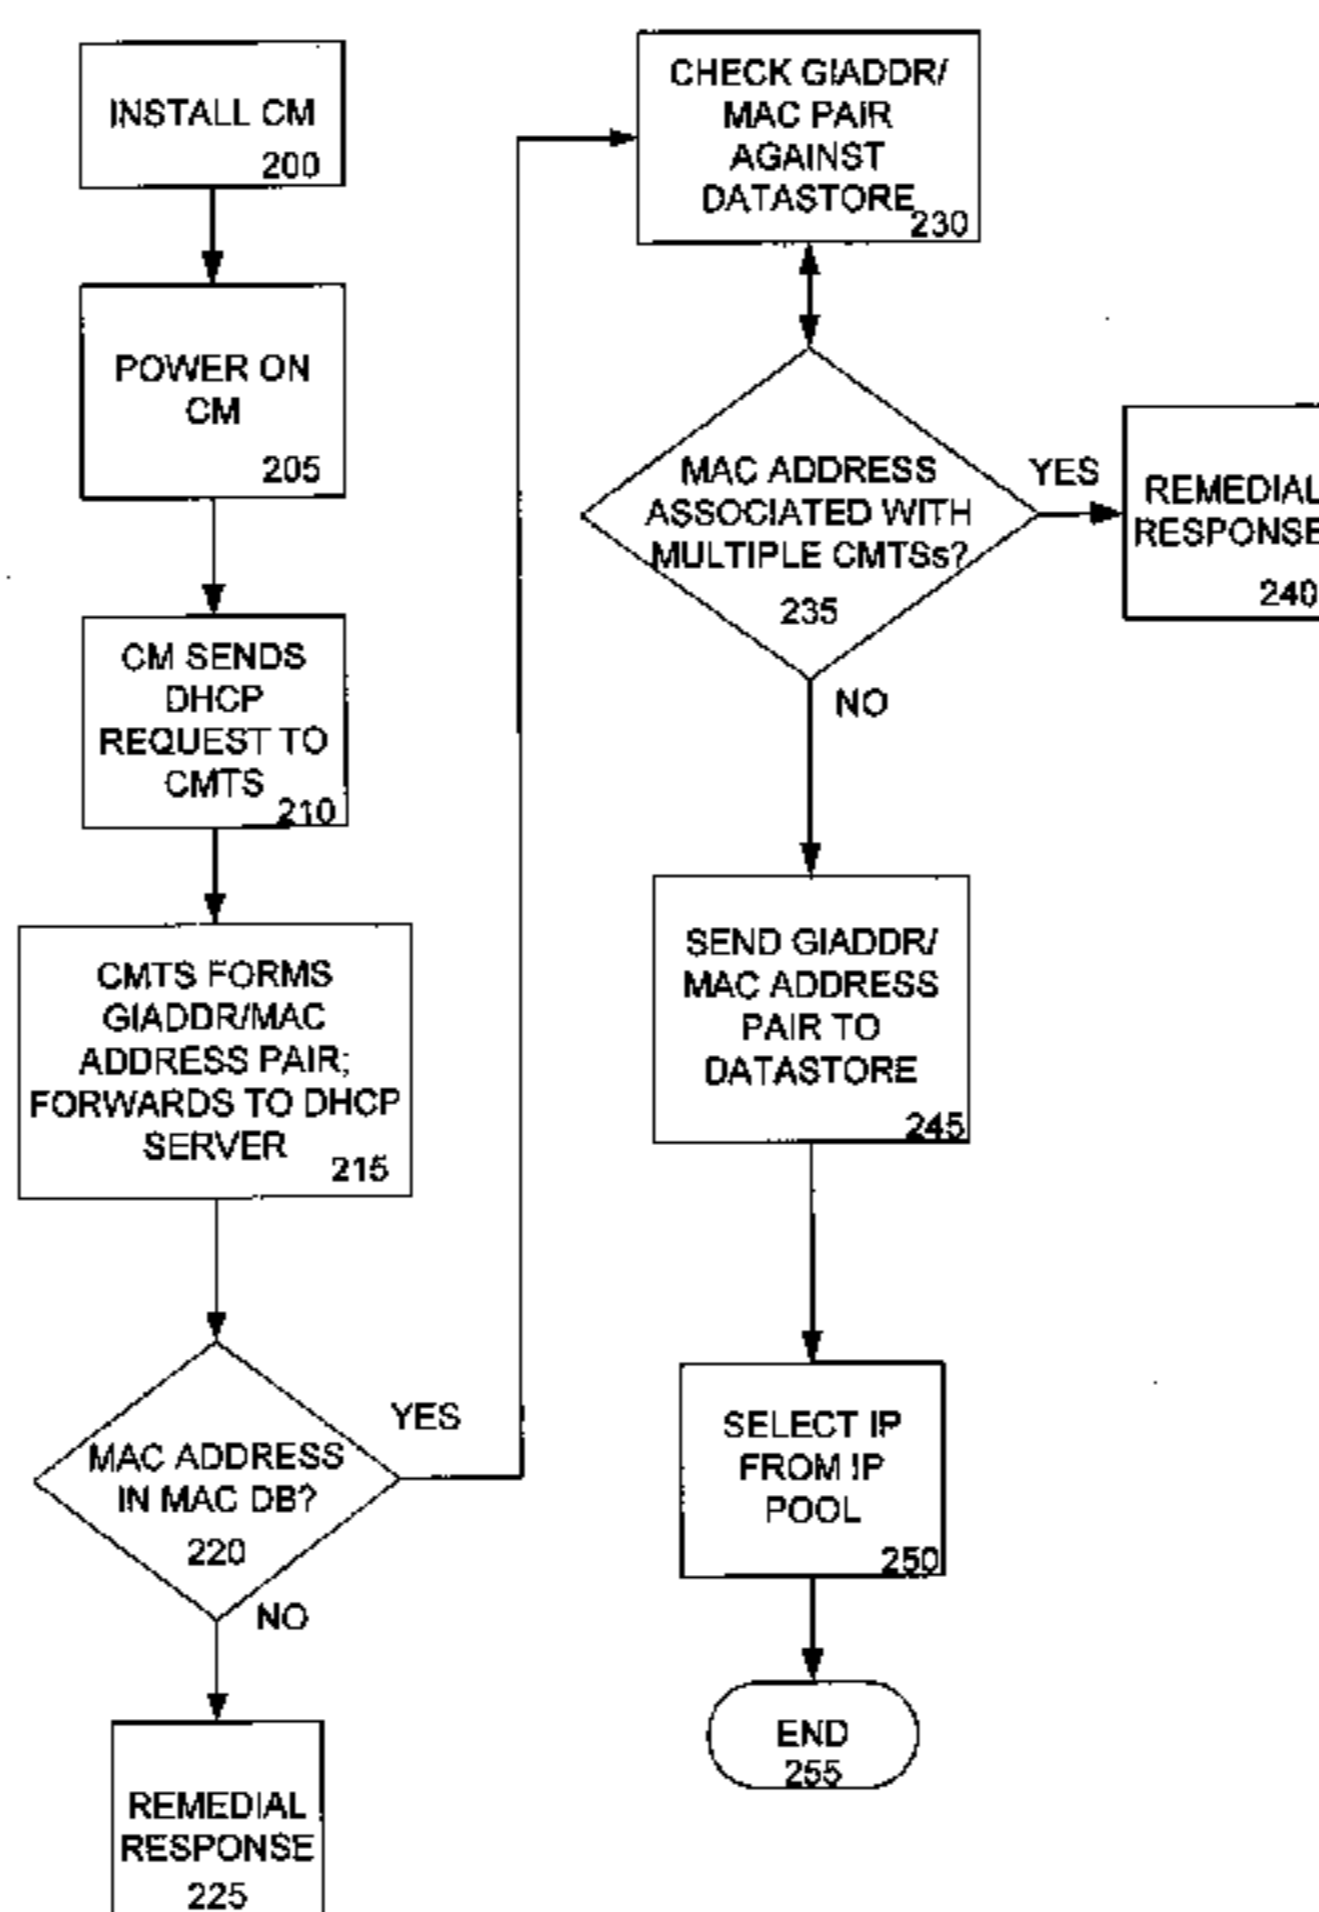 INSTALL CM
200
POWER ON
CM
205
CM SENDS
DHCP
REQUEST TO
CMTS
210
CMTS FORMS
GIADDR/MAC
ADDRESS PAIR;
FORWARDS TO DHCP
SERVER
215
MAC ADDRESS
IN MAC DB?
220
YES
NO
REMEDIAL
RESPONSE
225
CHECK GIADDR/
MAC PAIR
AGAINST
DATASTORE
230
MAC ADDRESS
ASSOCIATED WITH
MULTIPLE CMTSs?
235
YES
REMEDIAL
RESPONSE
240
NO
SEND GIADDR/
MAC ADDRESS
PAIR TO
DATASTORE
245
SELECT IP
FROM IP
POOL
250
END
255